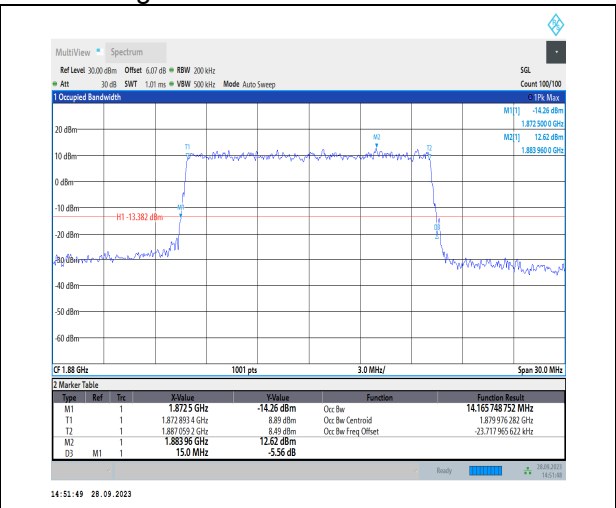 MultiView Spectrum
Ref Level 30.00 dBm Offset 6.07 dB RBW 200 kHz SGL
Att 30 dB SWT 1.01 ms VBW 500 kHz Mode Auto Sweep Count 100/100
1 Occupied Bandwidth 1Pk Max
M1[1] -14.26 dBm
1.872 500 0 GHz
M2[1] 12.62 dBm
1.883 960 0 GHz
20 dBm
M2
T1 T2
10 dBm
0 dBm
-10 dBm
M1
H1 -13.382 dBm
D3
-20 dBm
-30 dBm
-40 dBm
-50 dBm
-60 dBm
CF 1.88 GHz 1001 pts 3.0 MHz/ Span 30.0 MHz
2 Marker Table
Type Ref Trc X-Value Y-Value Function Function Result
M1 1 1.872 5 GHz -14.26 dBm Occ Bw 14.165 748 752 MHz
T1 1 1.872 893 4 GHz 8.89 dBm Occ Bw Centroid 1.879 976 282 GHz
T2 1 1.887 059 2 GHz 8.49 dBm Occ Bw Freq Offset -23.717 965 622 kHz
M2 1 1.883 96 GHz 12.62 dBm
D3 M1 1 15.0 MHz -5.56 dB
Ready 28.09.2023
14:51:48
14:51:49 28.09.2023